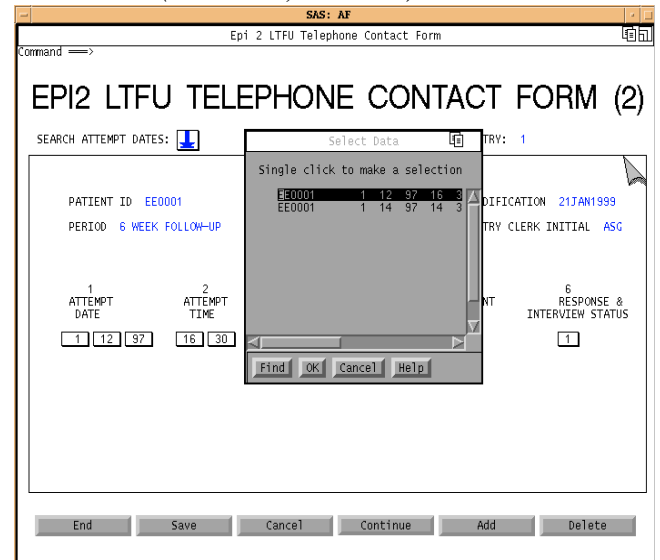 SAS: AF
Epi 2 LTFU Telephone Contact Form
Command ===>
EPI2 LTFU TELEPHONE CONTACT FORM (2)
SEARCH ATTEMPT DATES:
Select Data
TRY: 1
Single click to make a selection
EE0001 1 12 97 16 3
EE0001 1 14 97 14 3
PATIENT ID EE0001
DIFICATION 21JAN1999
PERIOD 6 WEEK FOLLOW-UP
TRY CLERK INITIAL ASG
1 2 6
ATTEMPT ATTEMPT NT RESPONSE &
DATE TIME INTERVIEW STATUS
1 12 97 16 30 1
Find OK Cancel Help
End Save Cancel Continue Add Delete